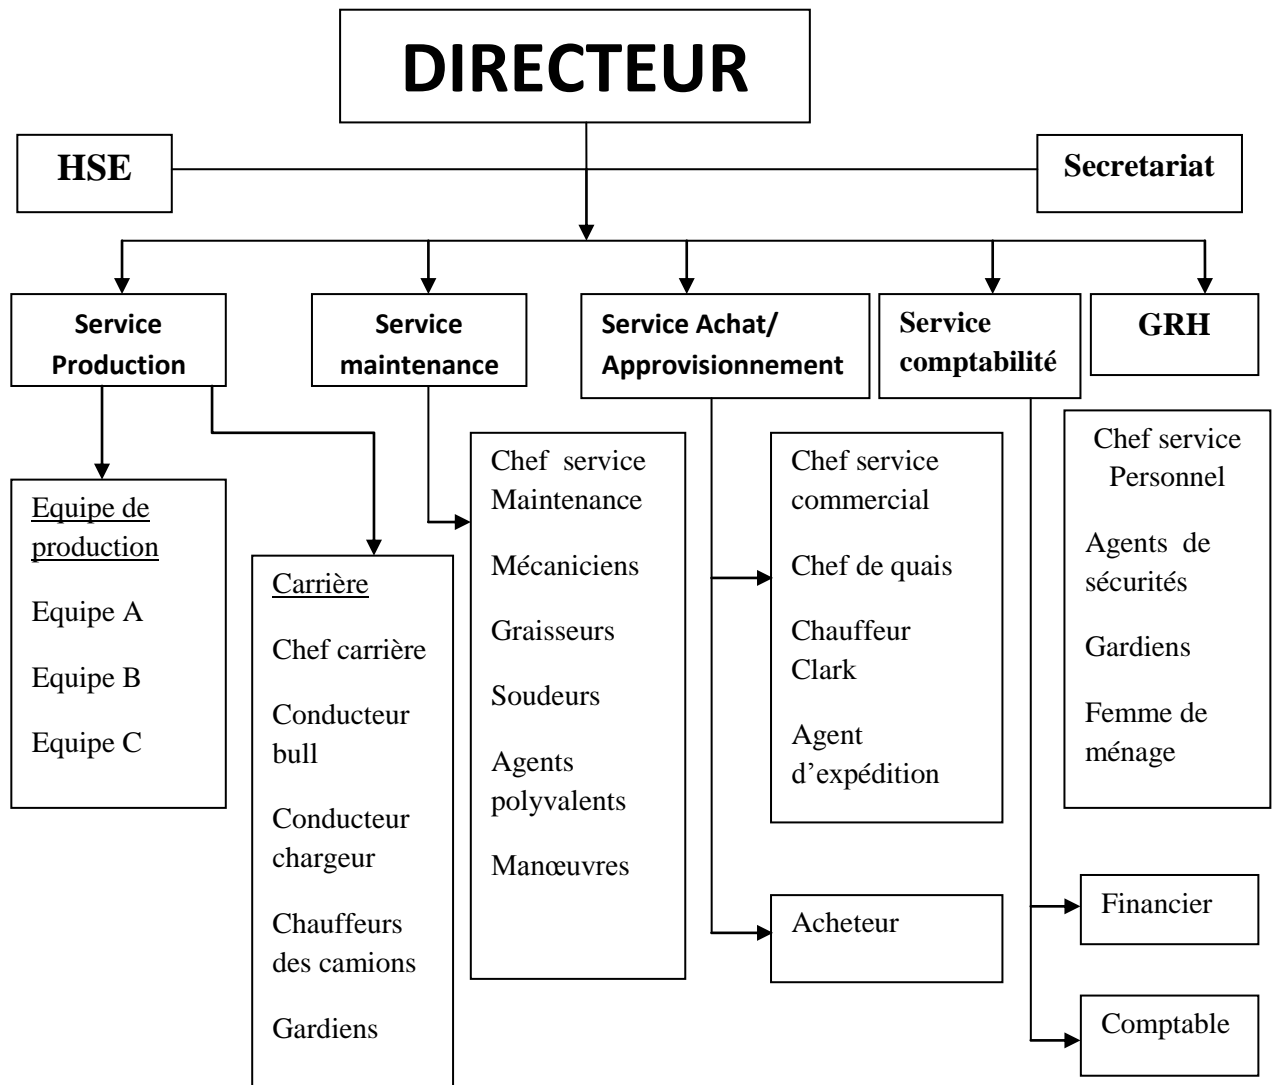 DIRECTEUR
HSE
Secretariat
Service
Production
Service
maintenance
Service Achat/
Approvisionnement
Service
comptabilité
GRH
Equipe de
production
Equipe A
Equipe B
Equipe C
Carrière
Chef carrière
Conducteur
bull
Conducteur
chargeur
Chauffeurs
des camions
Gardiens
Chef service
Maintenance
Mécaniciens
Graisseurs
Soudeurs
Agents
polyvalents
Manœuvres
Chef service
commercial
Chef de quais
Chauffeur
Clark
Agent
d’expédition
Acheteur
Financier
Comptable
Chef service
Personnel
Agents de
sécurités
Gardiens
Femme de
ménage